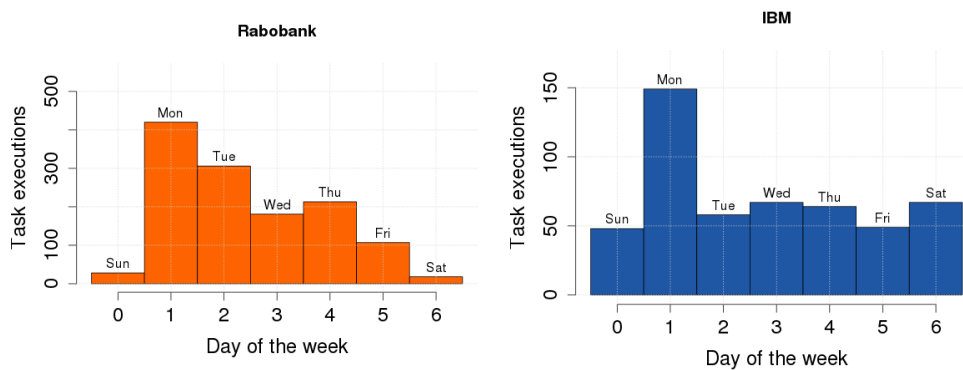 Rabobank
Task executions
500
300
100
0
Mon
Tue
Wed
Thu
Fri
Sun
Sat
0 1 2 3 4 5 6
Day of the week
IBM
Task executions
150
100
50
0
Mon
Sun
Tue
Wed
Thu
Fri
Sat
0 1 2 3 4 5 6
Day of the week